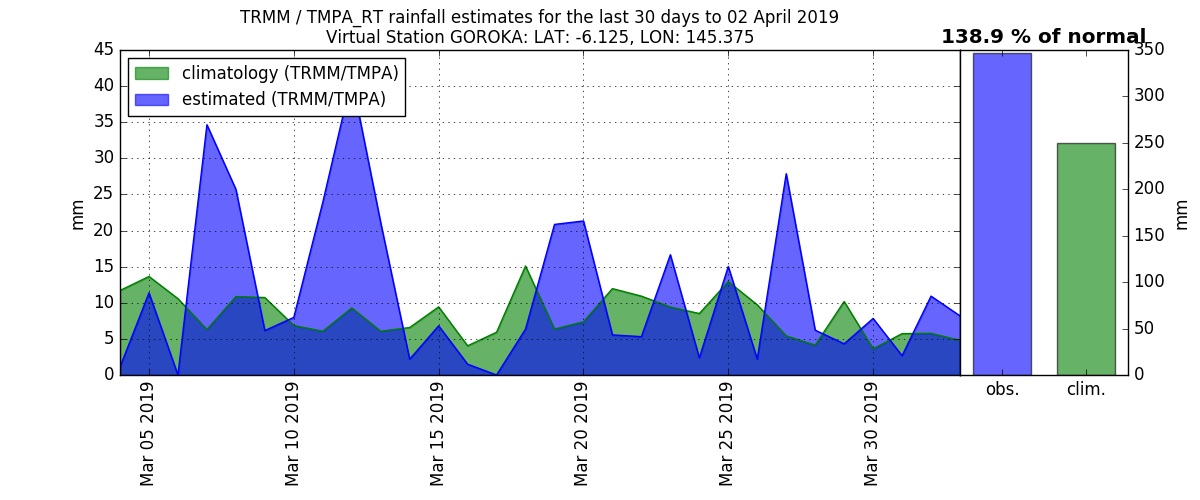 TRMM / TMPA_RT rainfall estimates for the last 30 days to 02 April 2019
Virtual Station GOROKA: LAT: -6.125, LON: 145.375
138.9 % of normal
climatology (TRMM/TMPA)
estimated (TRMM/TMPA)
mm
45
40
35
30
25
20
15
10
5
0
Mar 05 2019
Mar 10 2019
Mar 15 2019
Mar 20 2019
Mar 25 2019
Mar 30 2019
350
300
250
200
150
100
50
0
mm
obs.
clim.